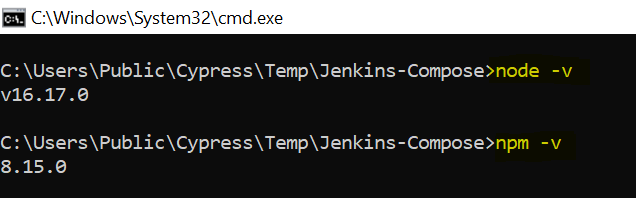 C:\Windows\System32\cmd.exe
C:\Users\Public\Cypress\Temp\Jenkins-Compose>node -v
v16.17.0
C:\Users\Public\Cypress\Temp\Jenkins-Compose>npm -v
8.15.0